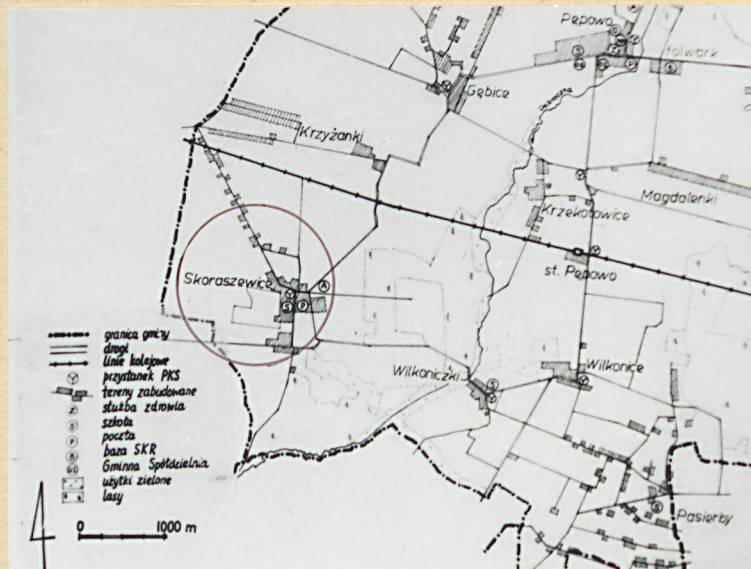 Pępowo
folwark
Gębice
Krzyżanki
Magdalenki
Krzekotowice
st. Pępowo
Skoraszewice
Wilkoniczki
Wilkonice
Pasierby
granica gminy
drogi
linie kolejowe
przystanek PKS
tereny zabudowane
służba zdrowia
szkoła
poczta
baza SKR
Gminna Spółdzielnia
użytki zielone
lasy
0 1000 m